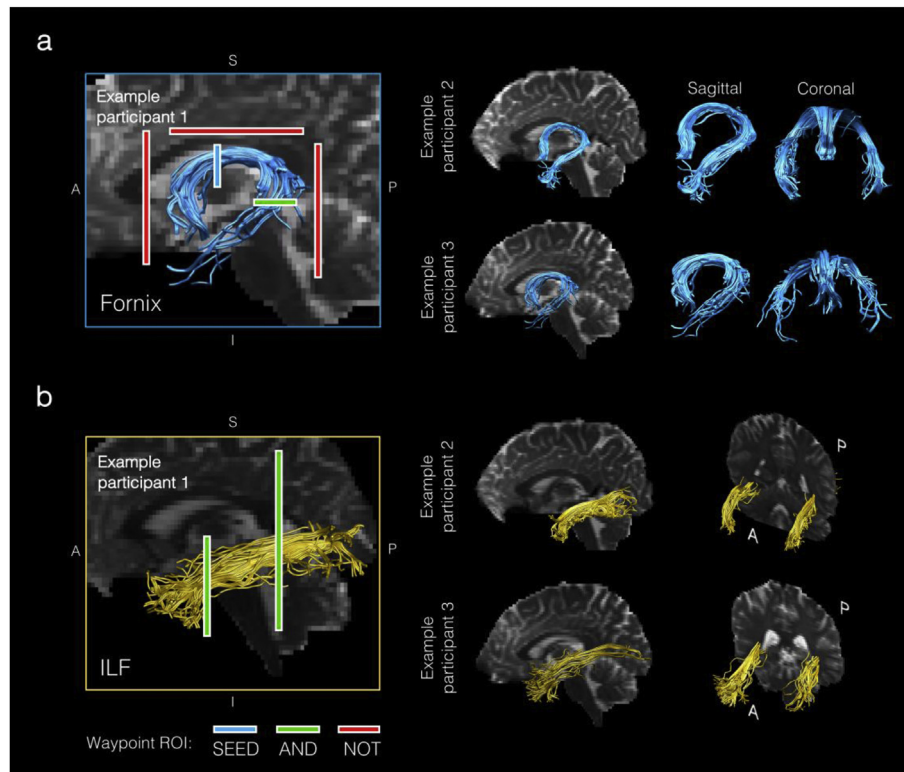 a
S
Example
participant 1
A
P
Fornix
I
Example
participant 2
Sagittal
Coronal
Example
participant 3
b
S
Example
participant 1
A
P
ILF
I
Example
participant 2
P
A
Example
participant 3
P
A
Waypoint ROI:
SEED
AND
NOT